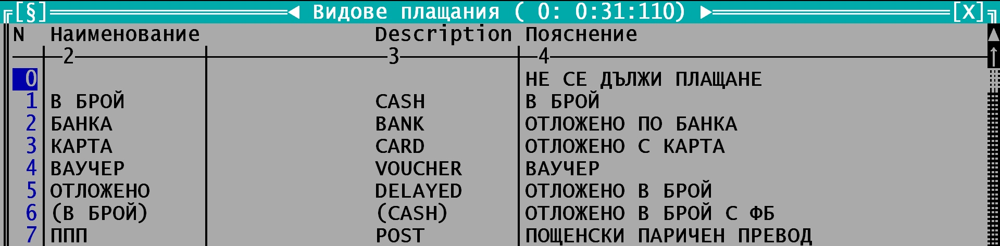 [§] Видове плащания ( 0: 0:31:110) [X]
N Наименование Description Пояснение
2 3 4
0 НЕ СЕ ДЪЛЖИ ПЛАЩАНЕ
1 В БРОЙ CASH В БРОЙ
2 БАНКА BANK ОТЛОЖЕНО ПО БАНКА
3 КАРТА CARD ОТЛОЖЕНО С КАРТА
4 ВАУЧЕР VOUCHER ВАУЧЕР
5 ОТЛОЖЕНО DELAYED ОТЛОЖЕНО В БРОЙ
6 (В БРОЙ) (CASH) ОТЛОЖЕНО В БРОЙ С ФБ
7 ППП POST ПОЩЕНСКИ ПАРИЧЕН ПРЕВОД